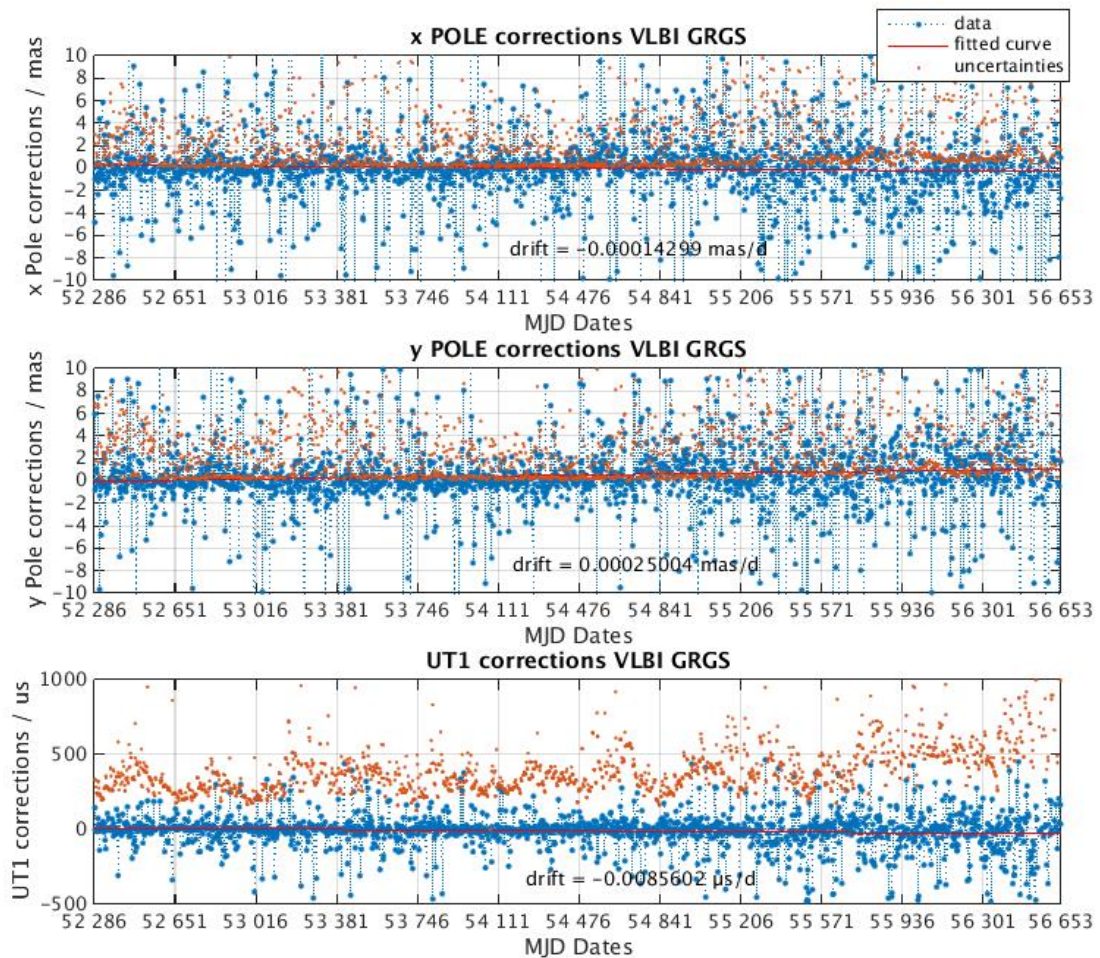 x POLE corrections VLBI GRGS
data
fitted curve
uncertainties
x Pole corrections / mas
10
8
6
4
2
0
−2
−4
−6
−8
−10
drift = −0.00014299 mas/d
52 286 52 651 53 016 53 381 53 746 54 111 54 476 54 841 55 206 55 571 55 936 56 301 56 653
MJD Dates
y POLE corrections VLBI GRGS
y Pole corrections / mas
10
8
6
4
2
0
−2
−4
−6
−8
−10
drift = 0.00025004 mas/d
52 286 52 651 53 016 53 381 53 746 54 111 54 476 54 841 55 206 55 571 55 936 56 301 56 653
MJD Dates
UT1 corrections VLBI GRGS
UT1 corrections / us
1000
500
0
−500
drift = −0.0085602 μs/d
52 286 52 651 53 016 53 381 53 746 54 111 54 476 54 841 55 206 55 571 55 936 56 301 56 653
MJD Dates